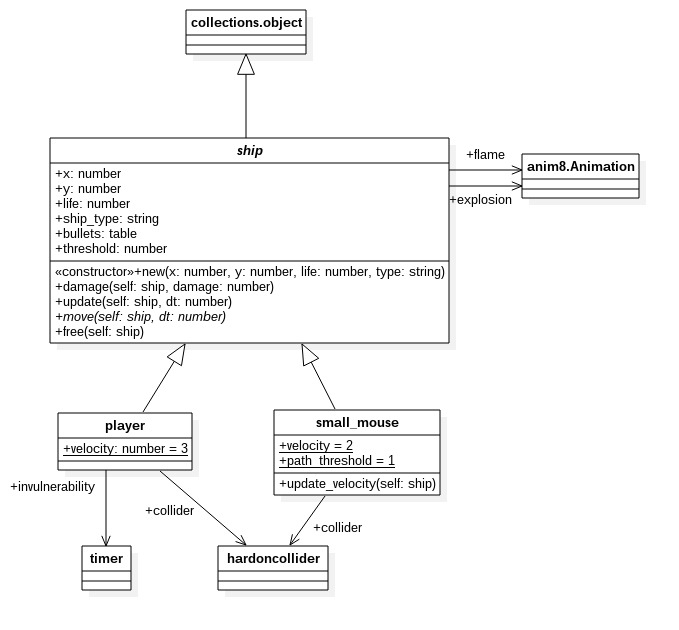 collections.object
ship
+x: number
+y: number
+life: number
+ship_type: string
+bullets: table
+threshold: number
«constructor»+new(x: number, y: number, life: number, type: string)
+damage(self: ship, damage: number)
+update(self: ship, dt: number)
+move(self: ship, dt: number)
+free(self: ship)
+flame
+explosion
anim8.Animation
player
+velocity: number = 3
small_mouse
+velocity = 2
+path_threshold = 1
+update_velocity(self: ship)
+invulnerability
+collider
+collider
timer
hardoncollider